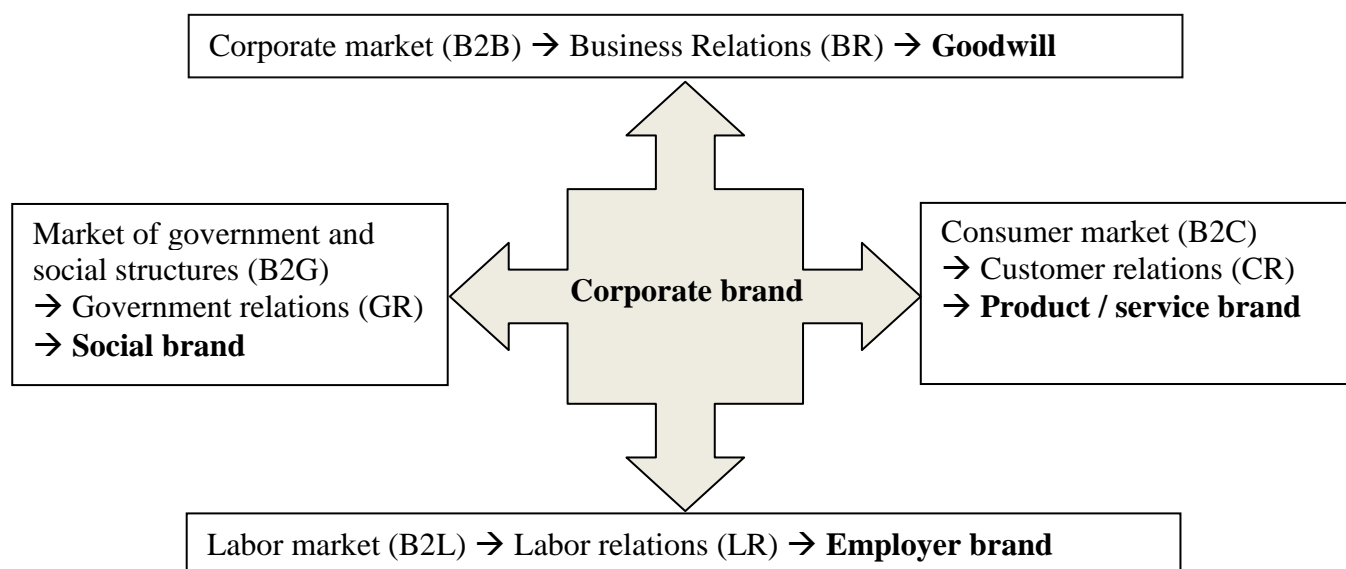 Corporate market (B2B) → Business Relations (BR) → Goodwill
Market of government and
social structures (B2G)
→ Government relations (GR)
→ Social brand
Corporate brand
Consumer market (B2C)
→ Customer relations (CR)
→ Product / service brand
Labor market (B2L) → Labor relations (LR) → Employer brand